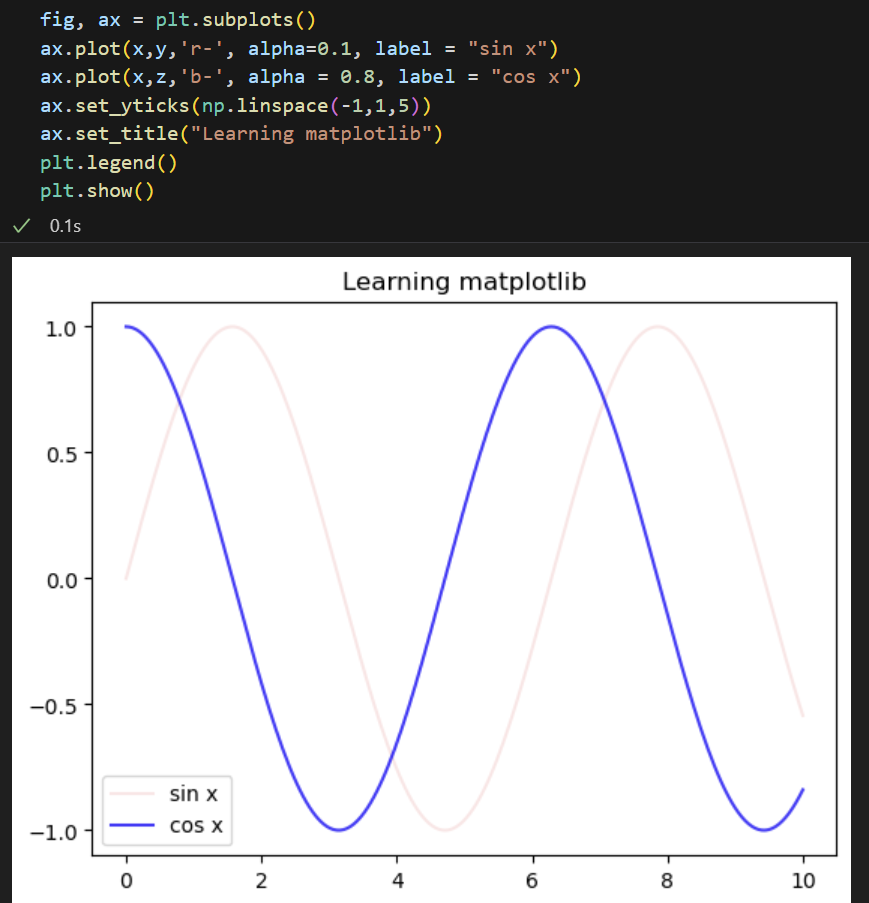 fig, ax = plt.subplots()
ax.plot(x,y,'r-', alpha=0.1, label = "sin x")
ax.plot(x,z,'b-', alpha = 0.8, label = "cos x")
ax.set_yticks(np.linspace(-1,1,5))
ax.set_title("Learning matplotlib")
plt.legend()
plt.show()
0.1s
Learning matplotlib
1.0
0.5
0.0
−0.5
−1.0
sin x
cos x
0 2 4 6 8 10